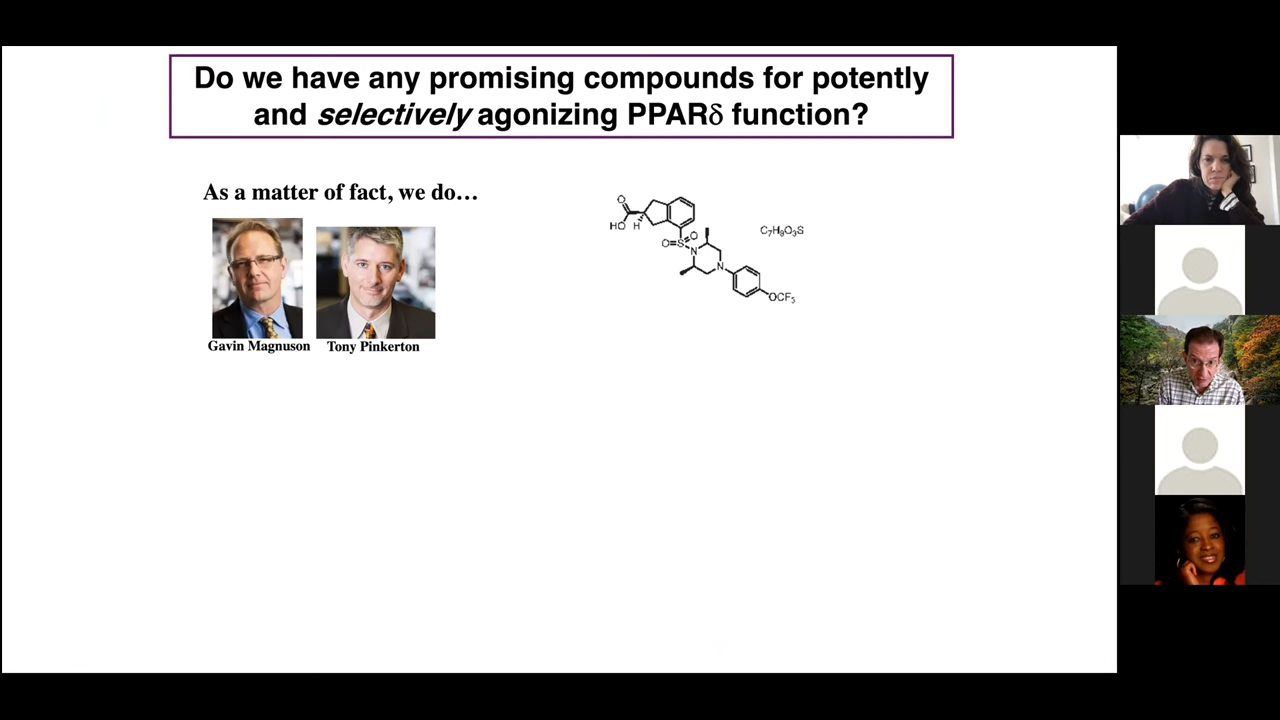 Do we have any promising compounds for potently
and selectively agonizing PPARδ function?
As a matter of fact, we do…
Gavin Magnuson
Tony Pinkerton
O
HO
H
O=S
O
N
N
OCF₃
C₇H₈O₃S